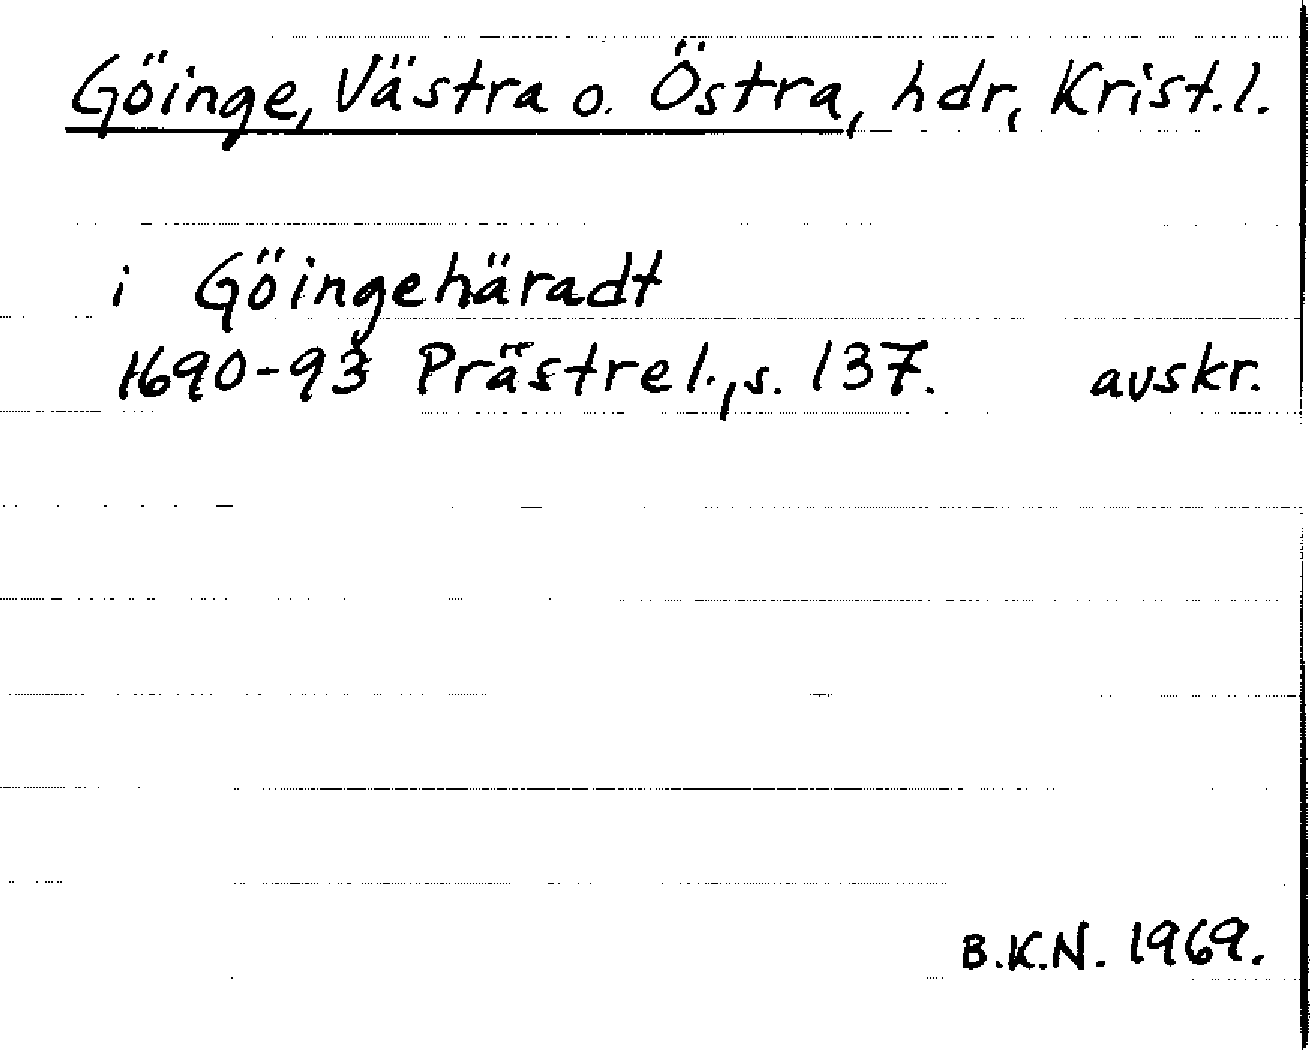 Göinge, Västra o. Östra, hdr, Krist.l.
i Göingehäradt
1690-93 Prästrel., s. 137. avskr.
B.K.N. 1969.